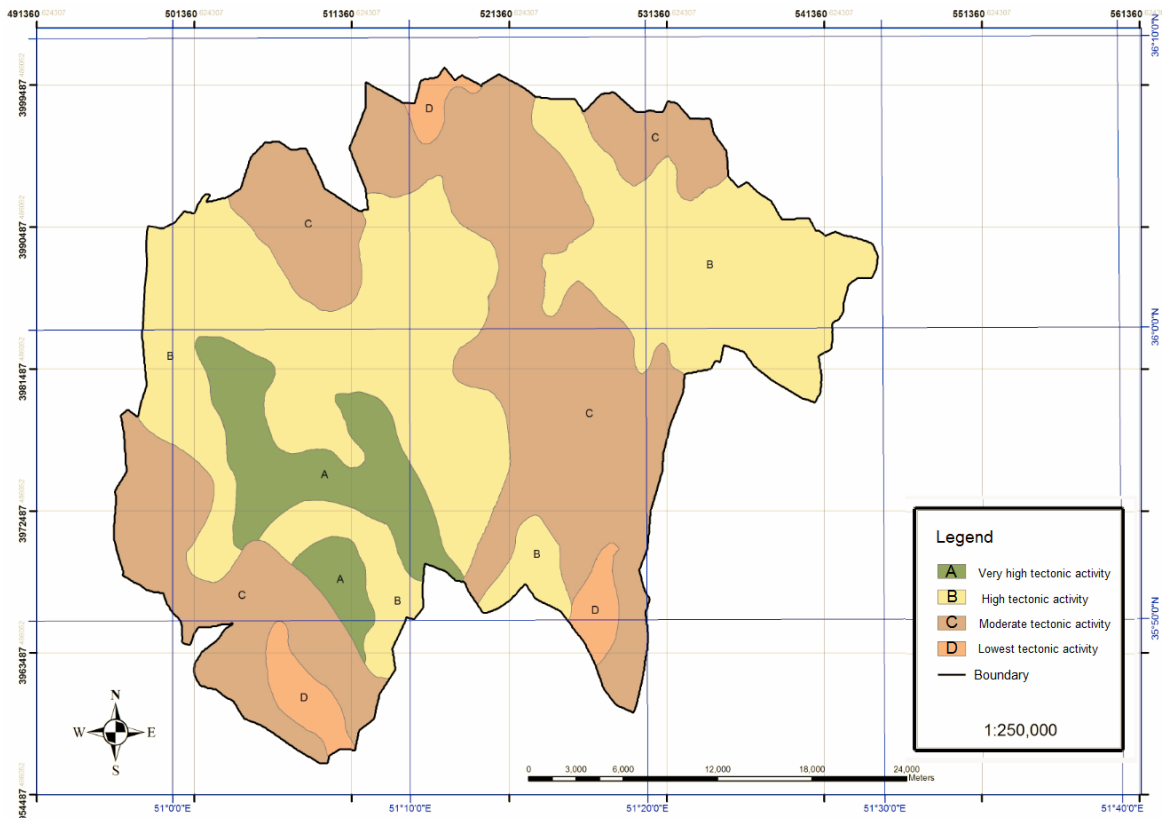 491360 501360 511360 521360 531360 541360 551360 561360
36°10'0"N
3999487
D
C
C
3990487
B
36°0'0"N
B
3981487
C
A
3972487
Legend
B
A Very high tectonic activity
A
B High tectonic activity
C
B
D
C Moderate tectonic activity
35°50'0"N
D Lowest tectonic activity
3963487
Boundary
D
N
W E
S
1:250,000
0 3,000 6,000 12,000 18,000 24,000
Meters
51°0'0"E 51°10'0"E 51°20'0"E 51°30'0"E 51°40'0"E